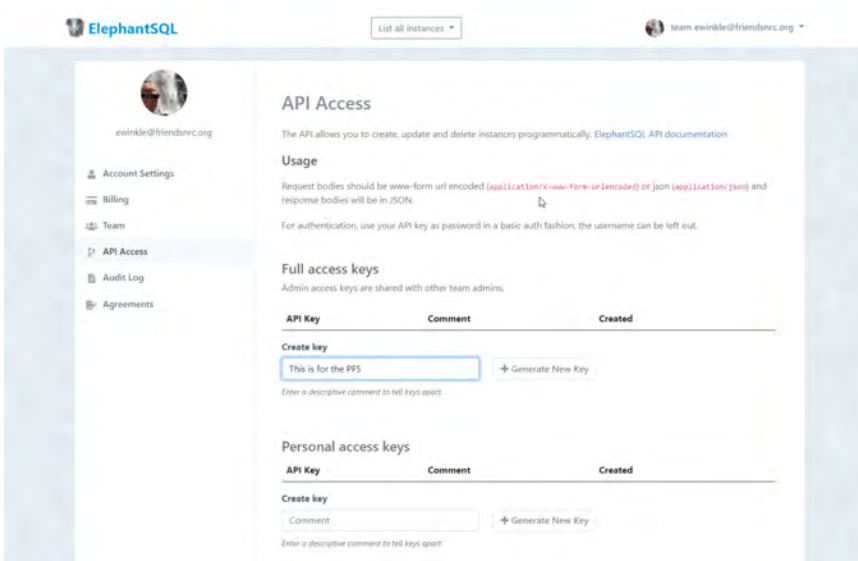 ElephantSQL
List all instances
team ewinkle@friendsnrc.org
ewinkle@friendsnrc.org
Account Settings
Billing
Team
API Access
Audit Log
Agreements
API Access
The API allows you to create, update and delete instances programmatically. ElephantSQL API documentation
Usage
Request bodies should be www-form url encoded (application/x-www-form-urlencoded) or json (application/json) and
response bodies will be in JSON.
For authentication, use your API key as password in a basic auth fashion, the username can be left out.
Full access keys
Admin access keys are shared with other team admins.
API Key Comment Created
Create key
This is for the PFS
+ Generate New Key
Enter a descriptive comment to tell keys apart.
Personal access keys
API Key Comment Created
Create key
Comment
+ Generate New Key
Enter a descriptive comment to tell keys apart.